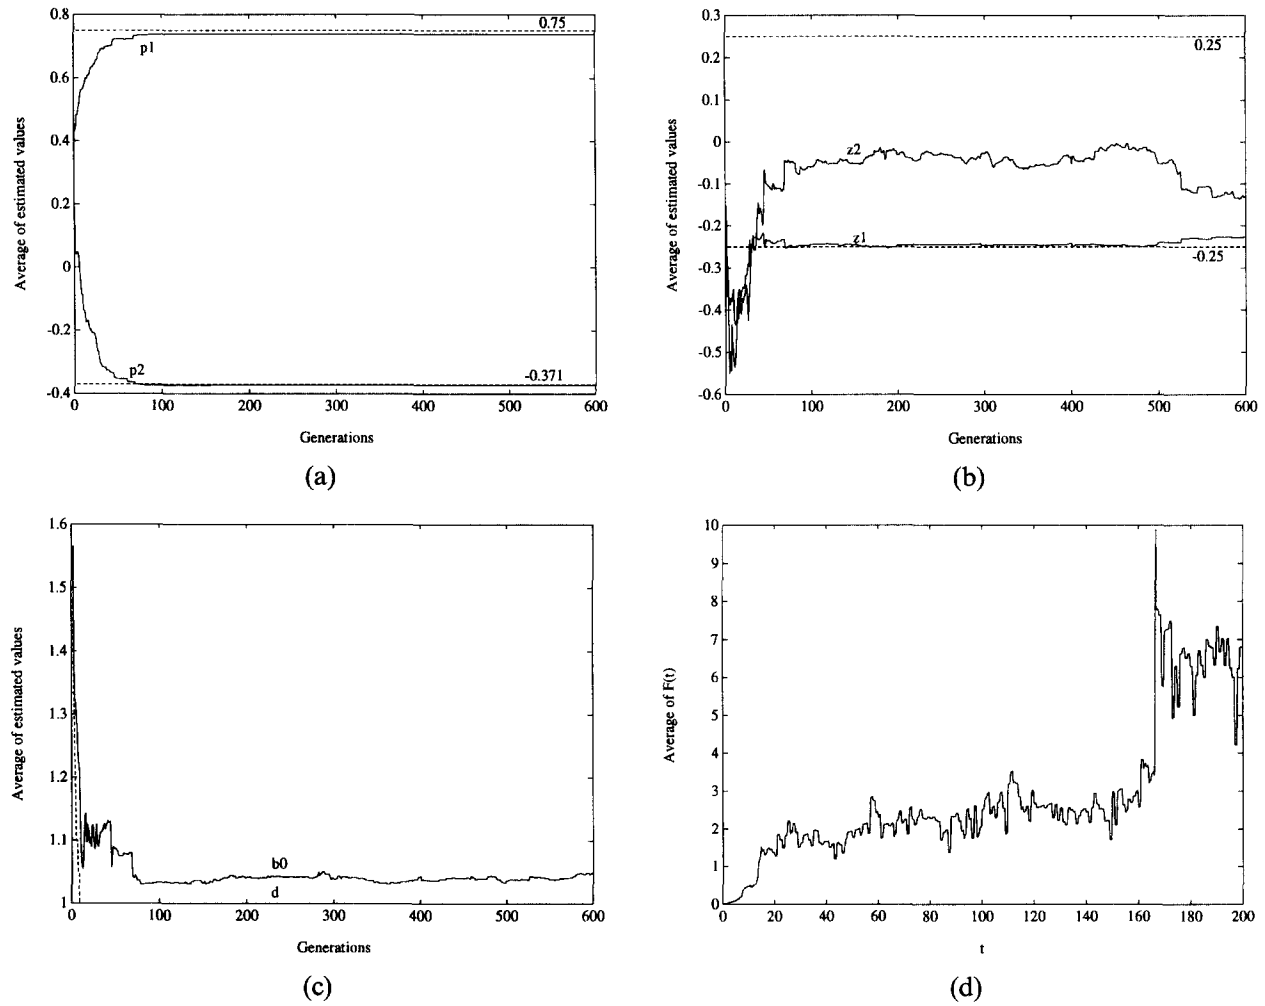 0.8
0.6
0.4
0.2
0
-0.2
-0.4
Average of estimated values
0.75
p1
p2
-0.371
0 100 200 300 400 500 600
Generations
(a)
0.3
0.2
0.1
0
-0.1
-0.2
-0.3
-0.4
-0.5
-0.6
Average of estimated values
0.25
z2
z1
-0.25
0 100 200 300 400 500 600
Generations
(b)
1.6
1.5
1.4
1.3
1.2
1.1
1
Average of estimated values
b0
d
0 100 200 300 400 500 600
Generations
(c)
10
9
8
7
6
5
4
3
2
1
0
Average of F(t)
0 20 40 60 80 100 120 140 160 180 200
t
(d)